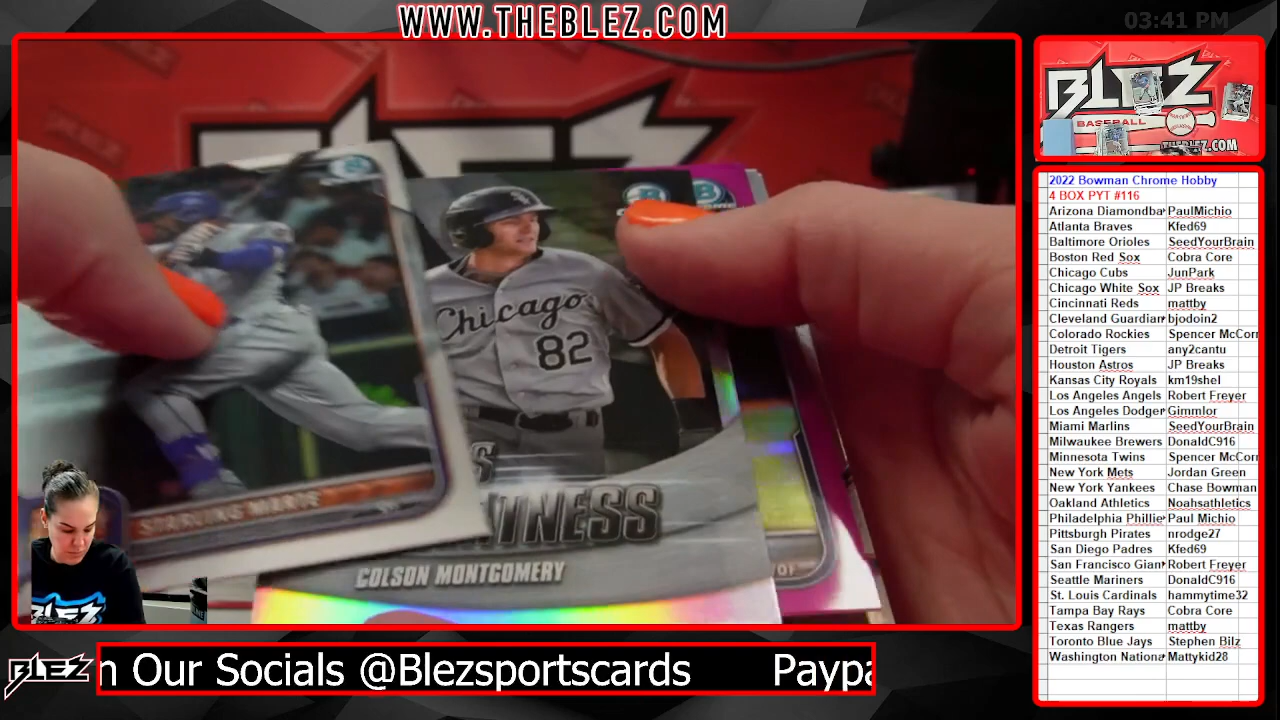 WWW.THEBLEZ.COM
03:41 PM
BLEZ
BASEBALL
THEBLEZ.COM
Chicago
82
STARLING MARTE
COLSON MONTGOMERY
2022 Bowman Chrome Hobby
4 BOX PYT #116
Arizona Diamondba PaulMichio
Atlanta Braves Kfed69
Baltimore Orioles SeedYourBrain
Boston Red Sox Cobra Core
Chicago Cubs JunPark
Chicago White Sox JP Breaks
Cincinnati Reds mattby
Cleveland Guardian bjodoin2
Colorado Rockies Spencer McCorr
Detroit Tigers any2cantu
Houston Astros JP Breaks
Kansas City Royals km19shel
Los Angeles Angels Robert Freyer
Los Angeles Dodger Gimmlor
Miami Marlins SeedYourBrain
Milwaukee Brewers DonaldC916
Minnesota Twins Spencer McCorr
New York Mets Jordan Green
New York Yankees Chase Bowman
Oakland Athletics Noahsathletics
Philadelphia Phillie Paul Michio
Pittsburgh Pirates nrodge27
San Diego Padres Kfed69
San Francisco Gian Robert Freyer
Seattle Mariners DonaldC916
St. Louis Cardinals hammytime32
Tampa Bay Rays Cobra Core
Texas Rangers mattby
Toronto Blue Jays Stephen Bilz
Washington Nationa Mattykid28
BLEZ
BLEZ
n Our Socials @Blezsportscards Paypa